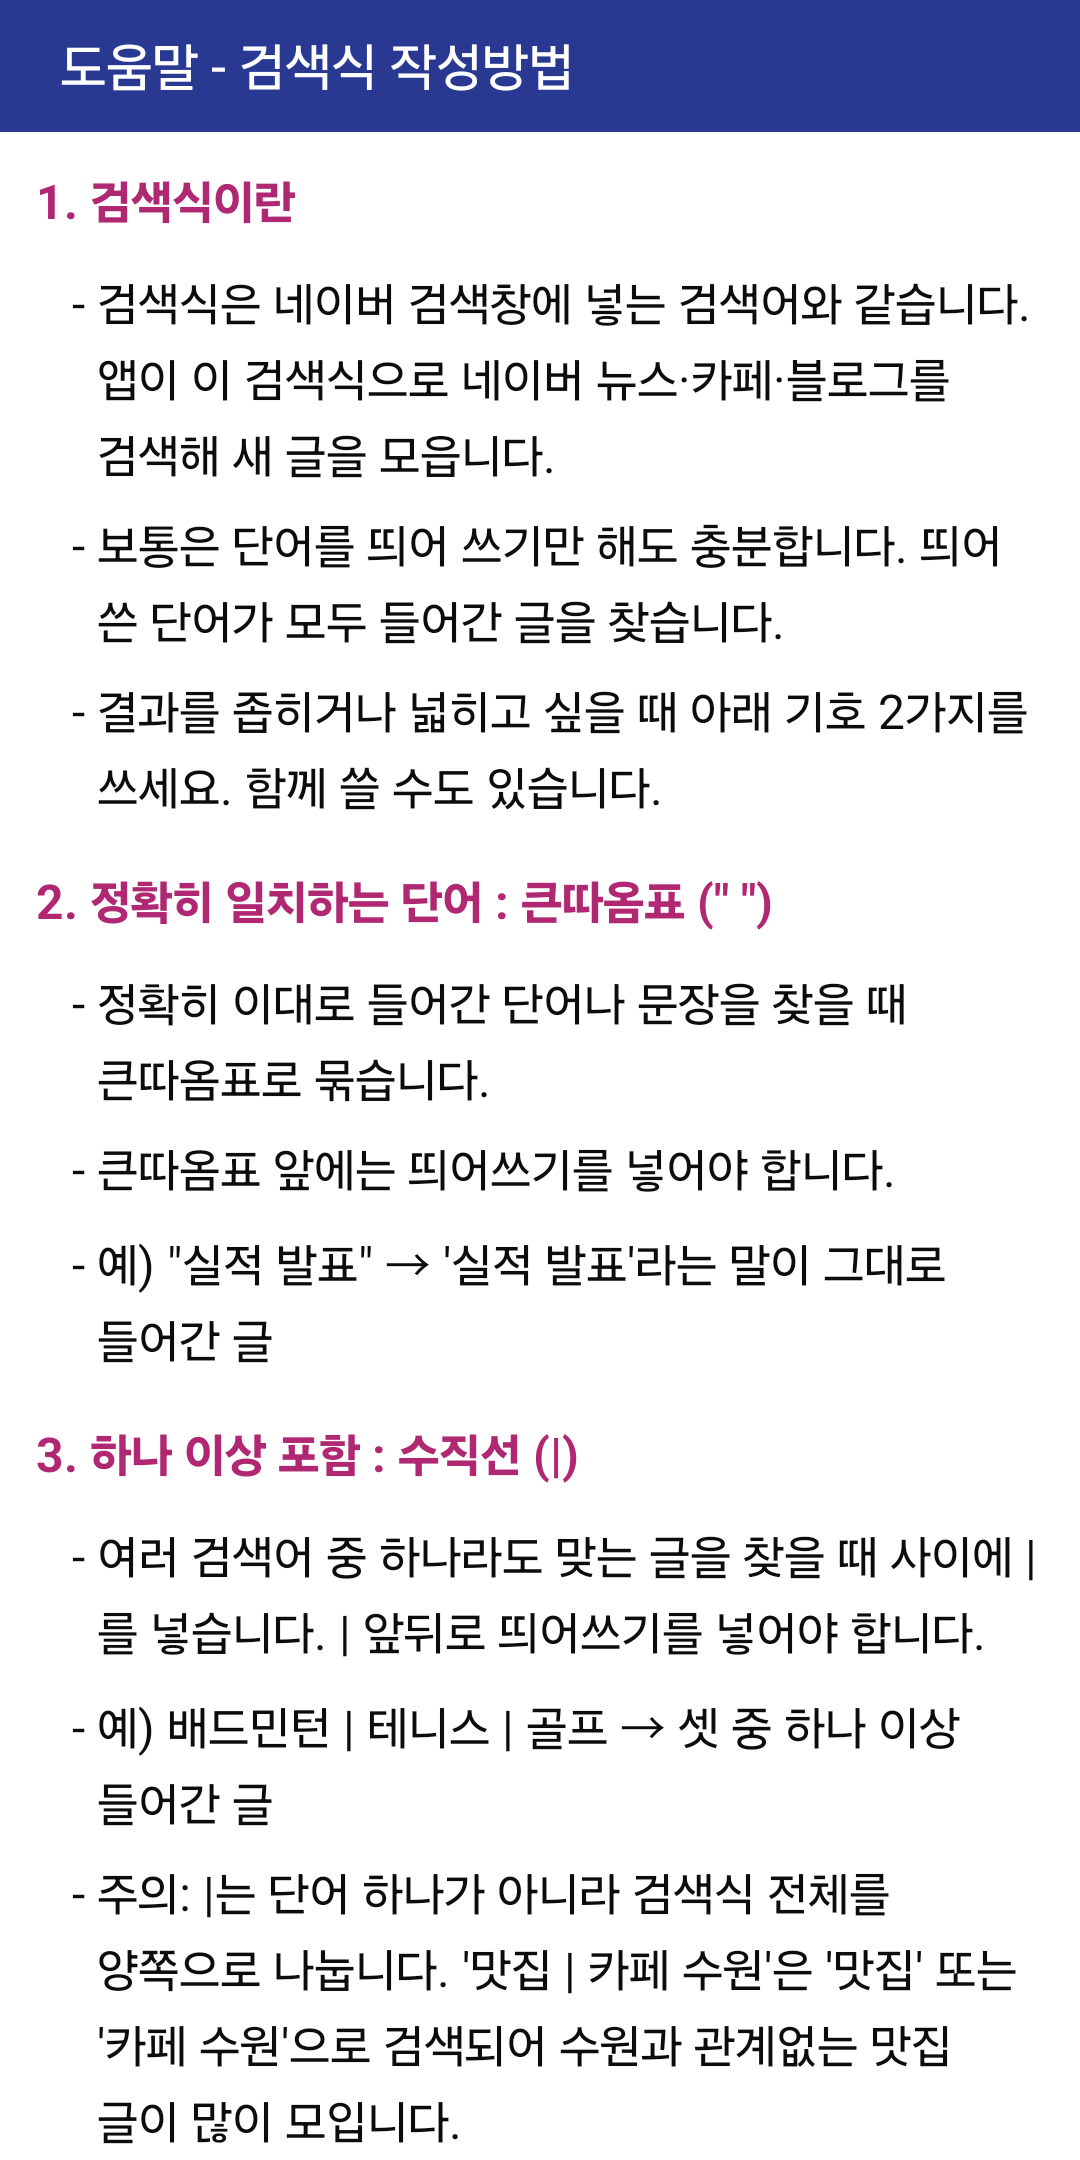 도움말 - 검색식 작성방법
1. 검색식이란
- 검색식은 네이버 검색창에 넣는 검색어와 같습니다.
앱이 이 검색식으로 네이버 뉴스·카페·블로그를
검색해 새 글을 모읍니다.
- 보통은 단어를 띄어 쓰기만 해도 충분합니다. 띄어
쓴 단어가 모두 들어간 글을 찾습니다.
- 결과를 좁히거나 넓히고 싶을 때 아래 기호 2가지를
쓰세요. 함께 쓸 수도 있습니다.
2. 정확히 일치하는 단어 : 큰따옴표 (" ")
- 정확히 이대로 들어간 단어나 문장을 찾을 때
큰따옴표로 묶습니다.
- 큰따옴표 앞에는 띄어쓰기를 넣어야 합니다.
- 예) "실적 발표" → '실적 발표'라는 말이 그대로
들어간 글
3. 하나 이상 포함 : 수직선 (|)
- 여러 검색어 중 하나라도 맞는 글을 찾을 때 사이에 |
를 넣습니다. | 앞뒤로 띄어쓰기를 넣어야 합니다.
- 예) 배드민턴 | 테니스 | 골프 → 셋 중 하나 이상
들어간 글
- 주의: |는 단어 하나가 아니라 검색식 전체를
양쪽으로 나눕니다. '맛집 | 카페 수원'은 '맛집' 또는
'카페 수원'으로 검색되어 수원과 관계없는 맛집
글이 많이 모입니다.